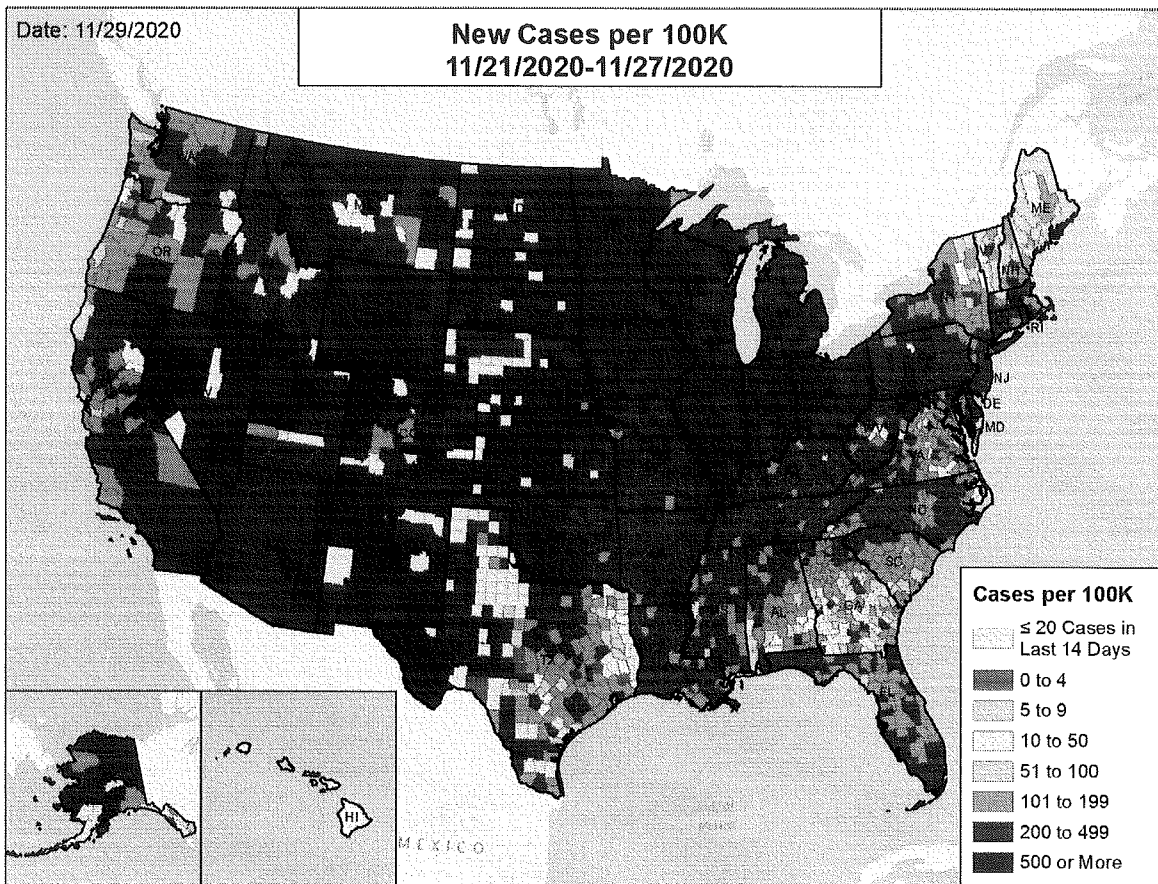 Date: 11/29/2020
New Cases per 100K
11/21/2020-11/27/2020
ME
NH
OR
RI
NJ
DE
MD
VA
NC
SC
AL
GA
TX
FL
HI
MEXICO
Cases per 100K
≤ 20 Cases in
Last 14 Days
0 to 4
5 to 9
10 to 50
51 to 100
101 to 199
200 to 499
500 or More